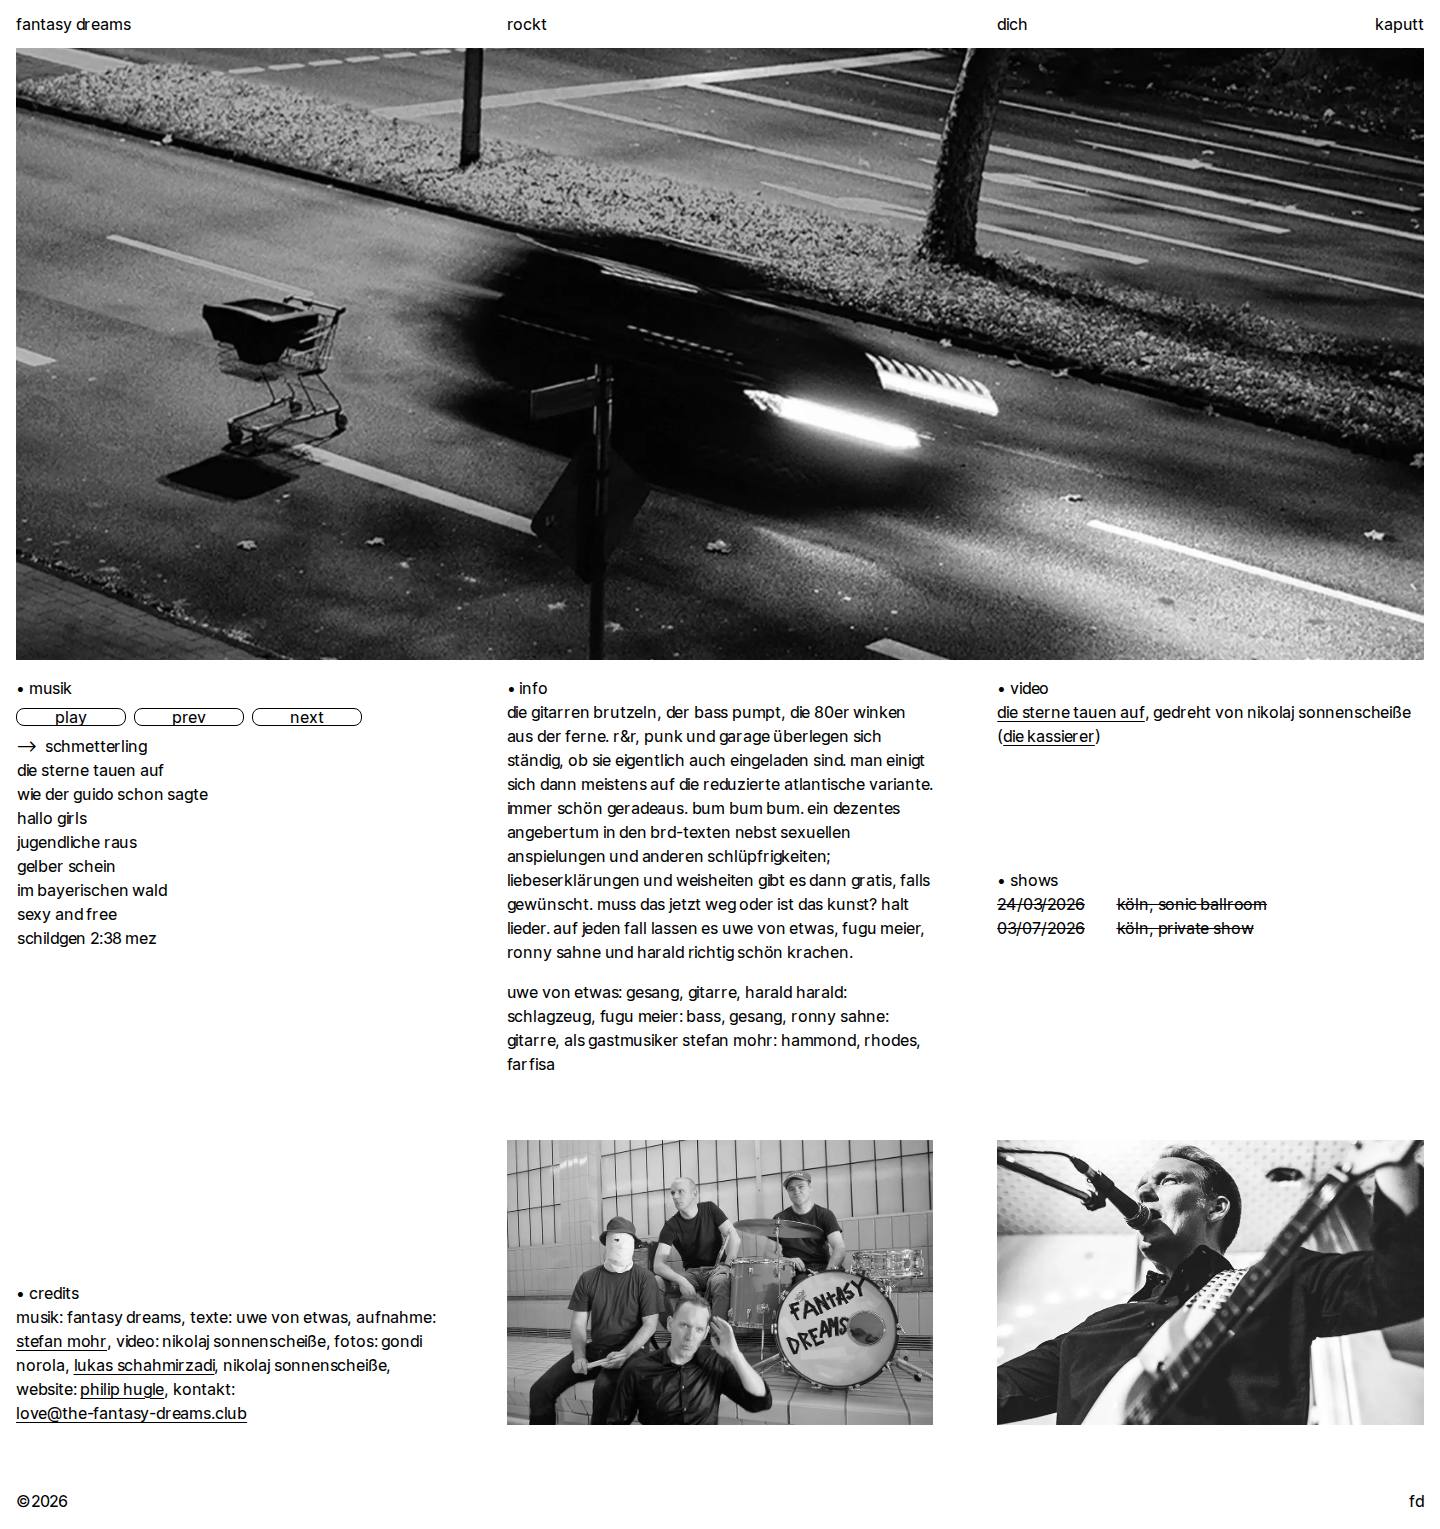 fantasy dreams rockt dich kaputt
• musik
play prev next
→ schmetterling
die sterne tauen auf
wie der guido schon sagte
hallo girls
jugendliche raus
gelber schein
im bayerischen wald
sexy and free
schildgen 2:38 mez
• info
die gitarren brutzeln, der bass pumpt, die 80er winken
aus der ferne. r&r, punk und garage überlegen sich
ständig, ob sie eigentlich auch eingeladen sind. man einigt
sich dann meistens auf die reduzierte atlantische variante.
immer schön geradeaus. bum bum bum. ein dezentes
angebertum in den brd-texten nebst sexuellen
anspielungen und anderen schlüpfrigkeiten;
liebeserklärungen und weisheiten gibt es dann gratis, falls
gewünscht. muss das jetzt weg oder ist das kunst? halt
lieder. auf jeden fall lassen es uwe von etwas, fugu meier,
ronny sahne und harald richtig schön krachen.
uwe von etwas: gesang, gitarre, harald harald:
schlagzeug, fugu meier: bass, gesang, ronny sahne:
gitarre, als gastmusiker stefan mohr: hammond, rhodes,
farfisa
• video
die sterne tauen auf, gedreht von nikolaj sonnenscheiße
(die kassierer)
• shows
24/03/2026 köln, sonic ballroom
03/07/2026 köln, private show
• credits
musik: fantasy dreams, texte: uwe von etwas, aufnahme:
stefan mohr, video: nikolaj sonnenscheiße, fotos: gondi
norola, lukas schahmirzadi, nikolaj sonnenscheiße,
website: philip hugle, kontakt:
love@the-fantasy-dreams.club
FANTASY
DREAMS
©2026 fd